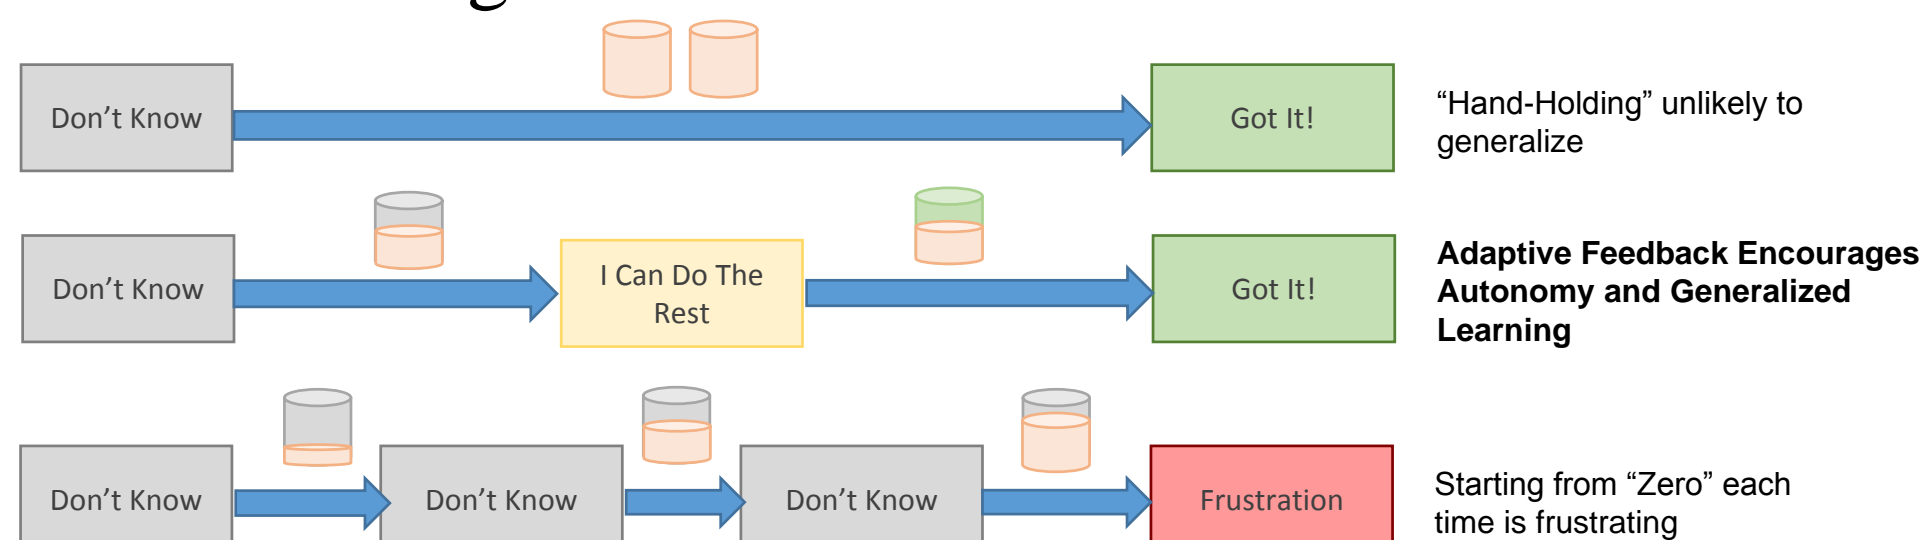 Don’t Know
Got It!
“Hand-Holding” unlikely to
generalize
Don’t Know
I Can Do The
Rest
Got It!
Adaptive Feedback Encourages
Autonomy and Generalized
Learning
Don’t Know
Don’t Know
Don’t Know
Frustration
Starting from “Zero” each
time is frustrating